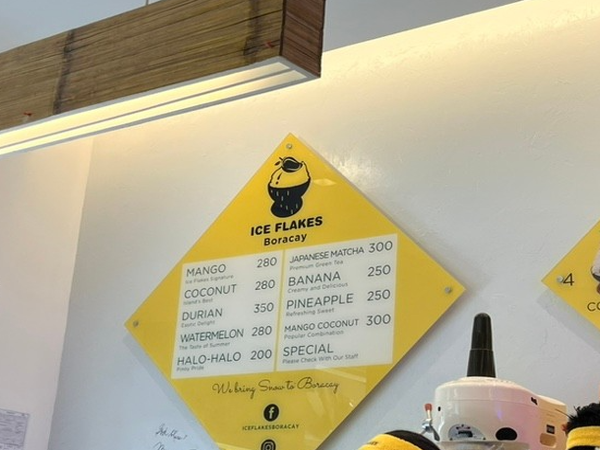 ICE FLAKES
Boracay
MANGO 280
Ice Flakes Signature
COCONUT 280
Island's Best
DURIAN 350
Exotic Delight
WATERMELON 280
The Taste of Summer
HALO-HALO 200
Pinoy Pride
JAPANESE MATCHA 300
Premium Green Tea
BANANA 250
Creamy and Delicious
PINEAPPLE 250
Refreshing Sweet
MANGO COCONUT 300
Popular Combination
SPECIAL
Please Check With Our Staff
We bring Snow to Boracay
ICEFLAKESBORACAY
4